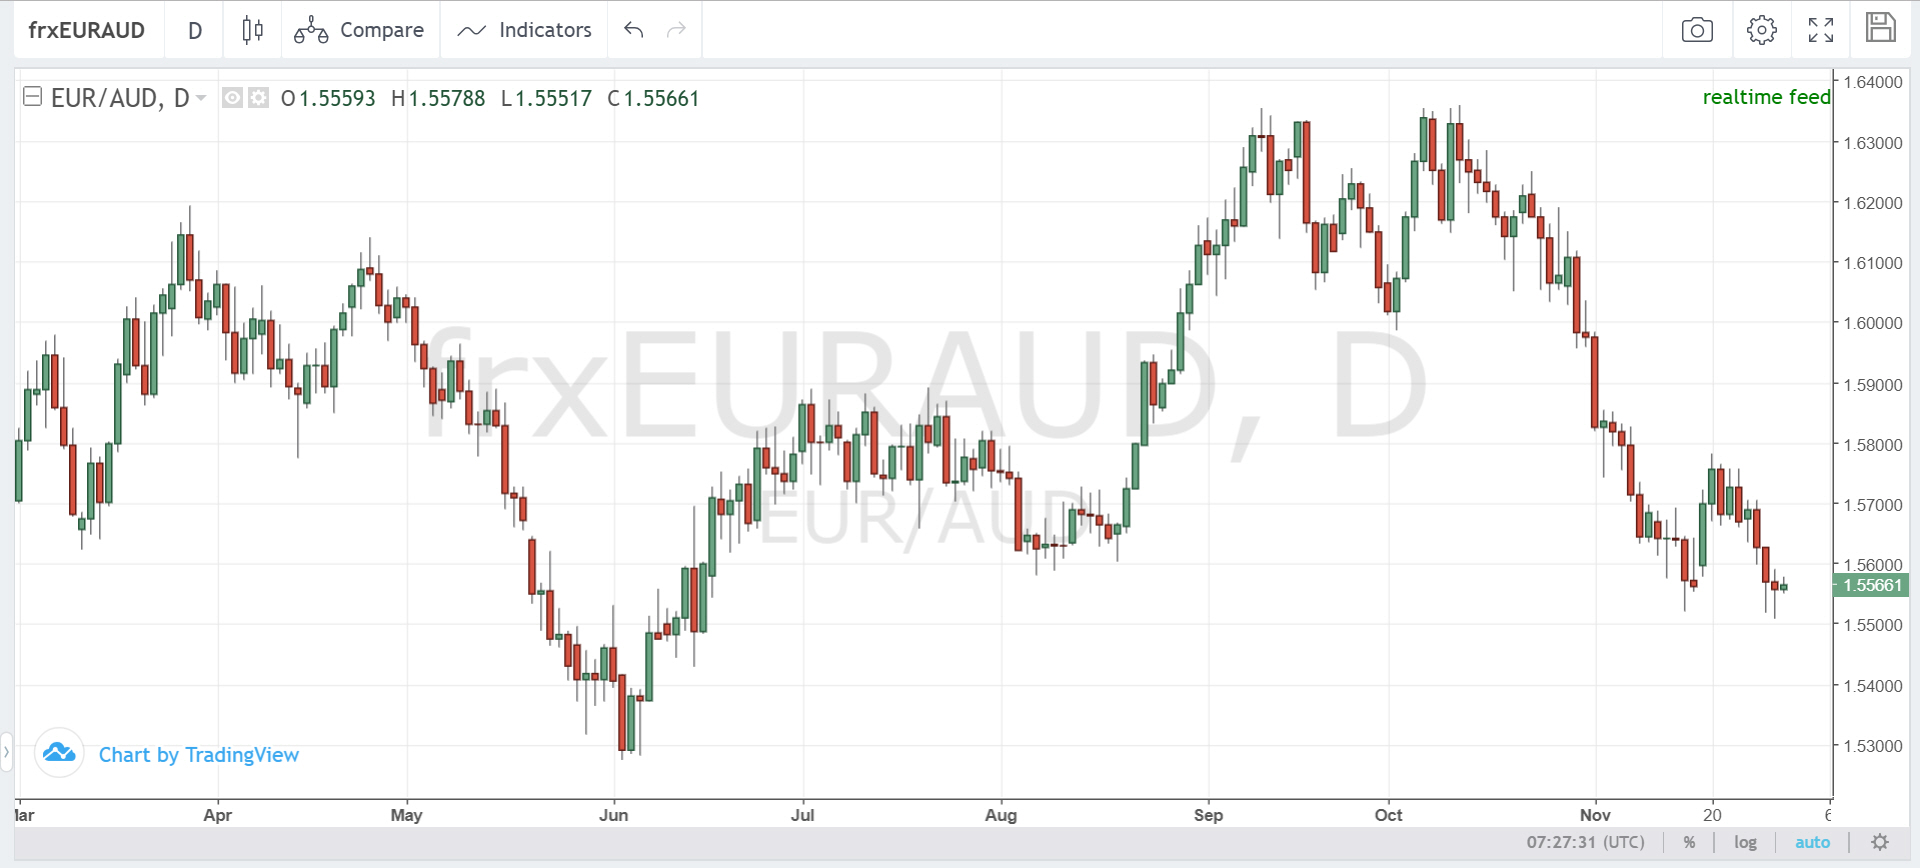 frxEURAUD D Compare Indicators
EUR/AUD, D O1.55593 H1.55788 L1.55517 C1.55661
realtime feed
1.64000
1.63000
1.62000
1.61000
1.60000
1.59000
1.58000
1.57000
1.56000
1.55661
1.55000
1.54000
1.53000
frxEURAUD, D
EUR/AUD
Chart by TradingView
Apr May Jun Jul Aug Sep Oct Nov 20
07:27:31 (UTC) % log auto